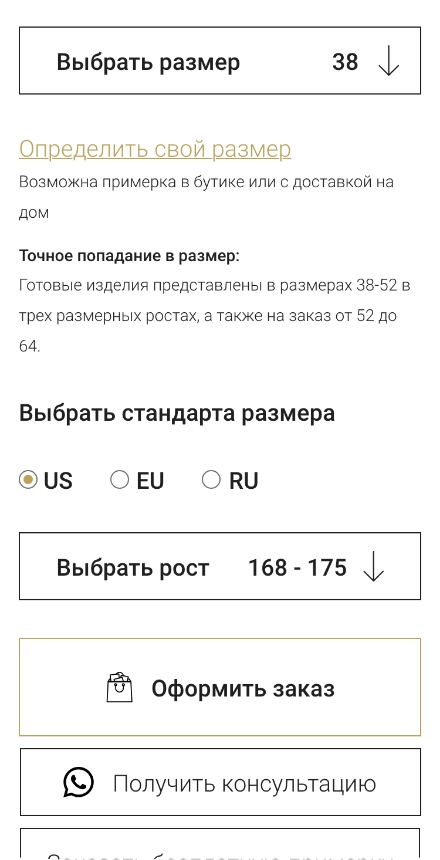 Выбрать размер 38
Определить свой размер
Возможна примерка в бутике или с доставкой на
дом
Точное попадание в размер:
Готовые изделия представлены в размерах 38-52 в
трех размерных ростах, а также на заказ от 52 до
64.
Выбрать стандарта размера
US EU RU
Выбрать рост 168 - 175
Оформить заказ
Получить консультацию